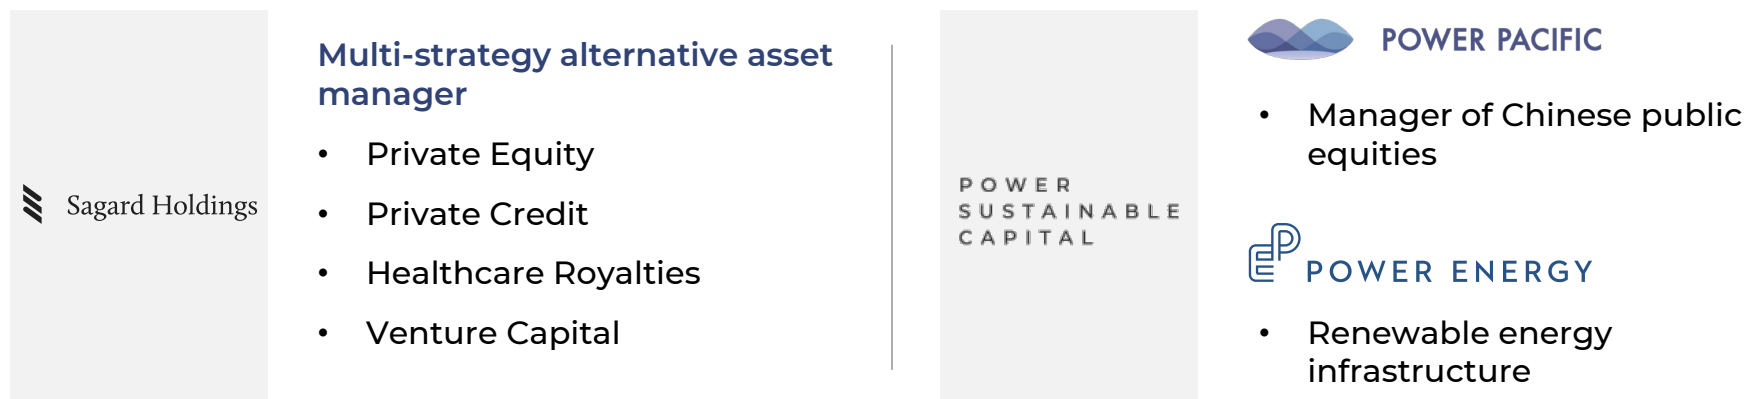 Sagard Holdings
Multi-strategy alternative asset
manager
• Private Equity
• Private Credit
• Healthcare Royalties
• Venture Capital
POWER
SUSTAINABLE
CAPITAL
POWER PACIFIC
• Manager of Chinese public
equities
EP POWER ENERGY
• Renewable energy
infrastructure